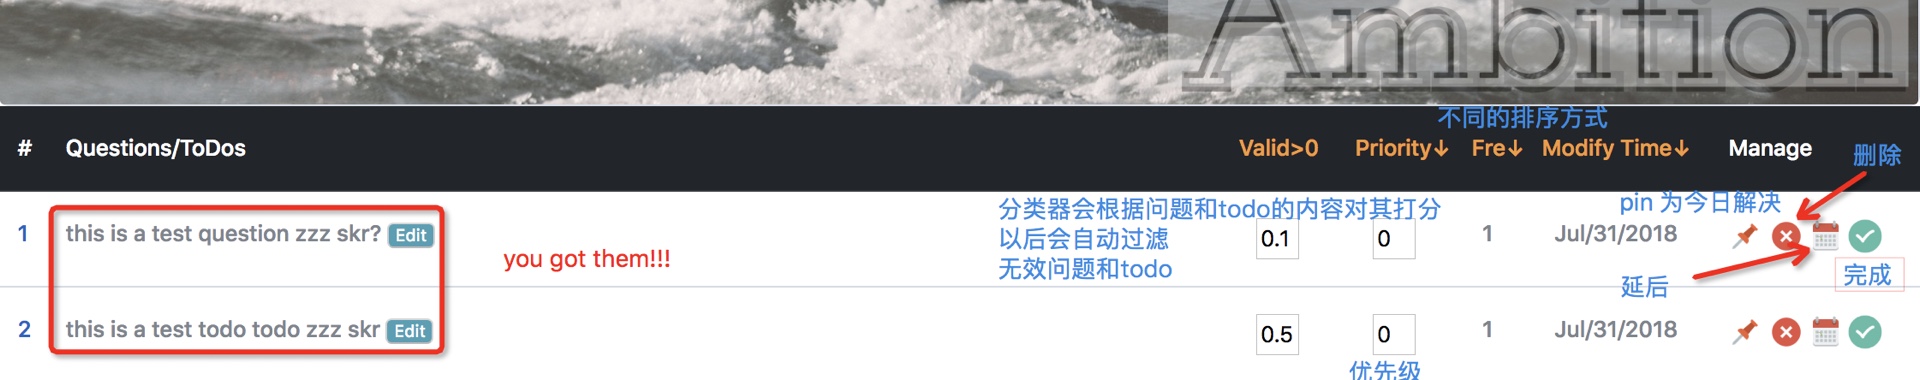 Ambition
不同的排序方式
# Questions/ToDos Valid>0 Priority↓ Fre↓ Modify Time↓ Manage
删除
分类器会根据问题和todo的内容对其打分
以后会自动过滤
无效问题和todo
pin 为今日解决
1 this is a test question zzz skr? Edit 0.1 0 1 Jul/31/2018
you got them!!!
延后
完成
2 this is a test todo todo zzz skr Edit 0.5 0 1 Jul/31/2018
优先级